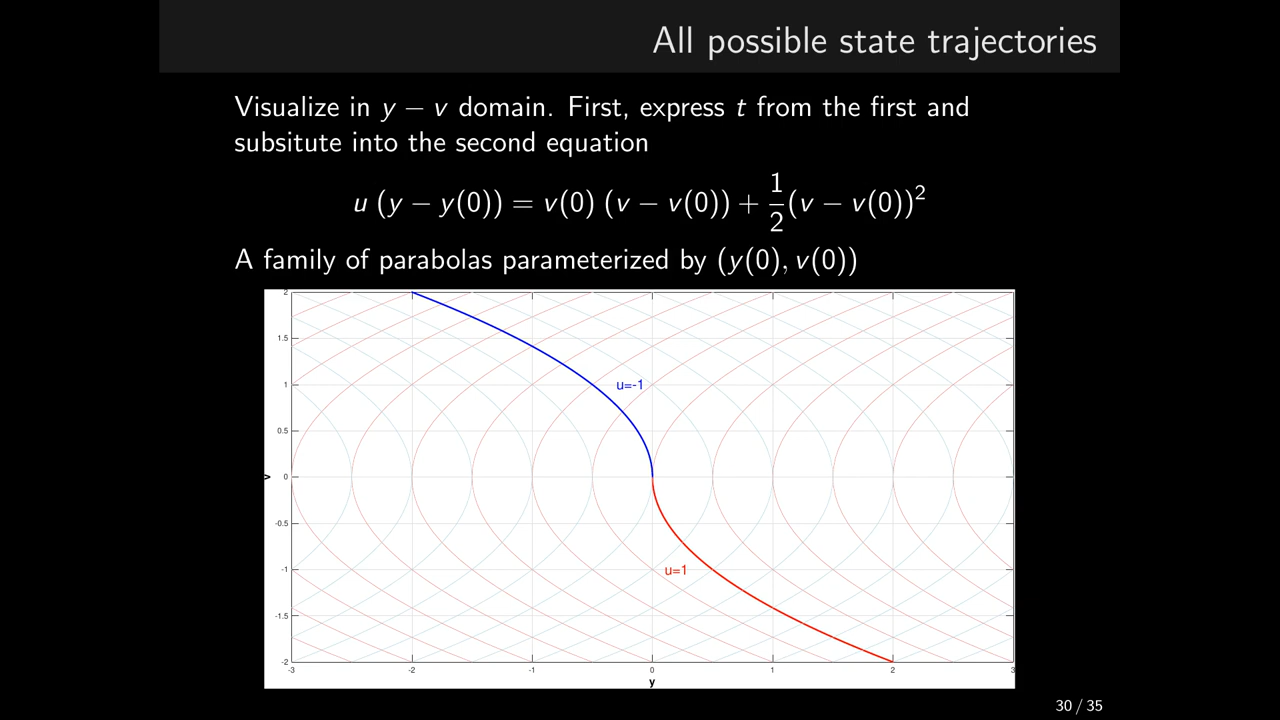 All possible state trajectories
Visualize in y − v domain. First, express t from the first and
subsitute into the second equation
u (y − y(0)) = v(0) (v − v(0)) + 1/2 (v − v(0))²
A family of parabolas parameterized by (y(0), v(0))
2
1.5
u=-1
1
0.5
v
0
-0.5
u=1
-1
-1.5
-2
-3 -2 -1 0 1 2 3
y
30 / 35